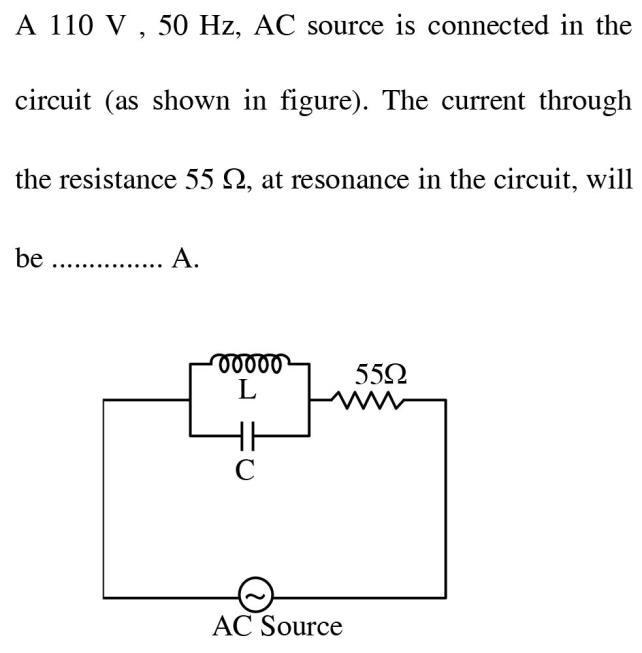 A 110 V , 50 Hz, AC source is connected in the
circuit (as shown in figure). The current through
the resistance 55 Ω, at resonance in the circuit, will
be ............... A.
55Ω
L
C
AC Source